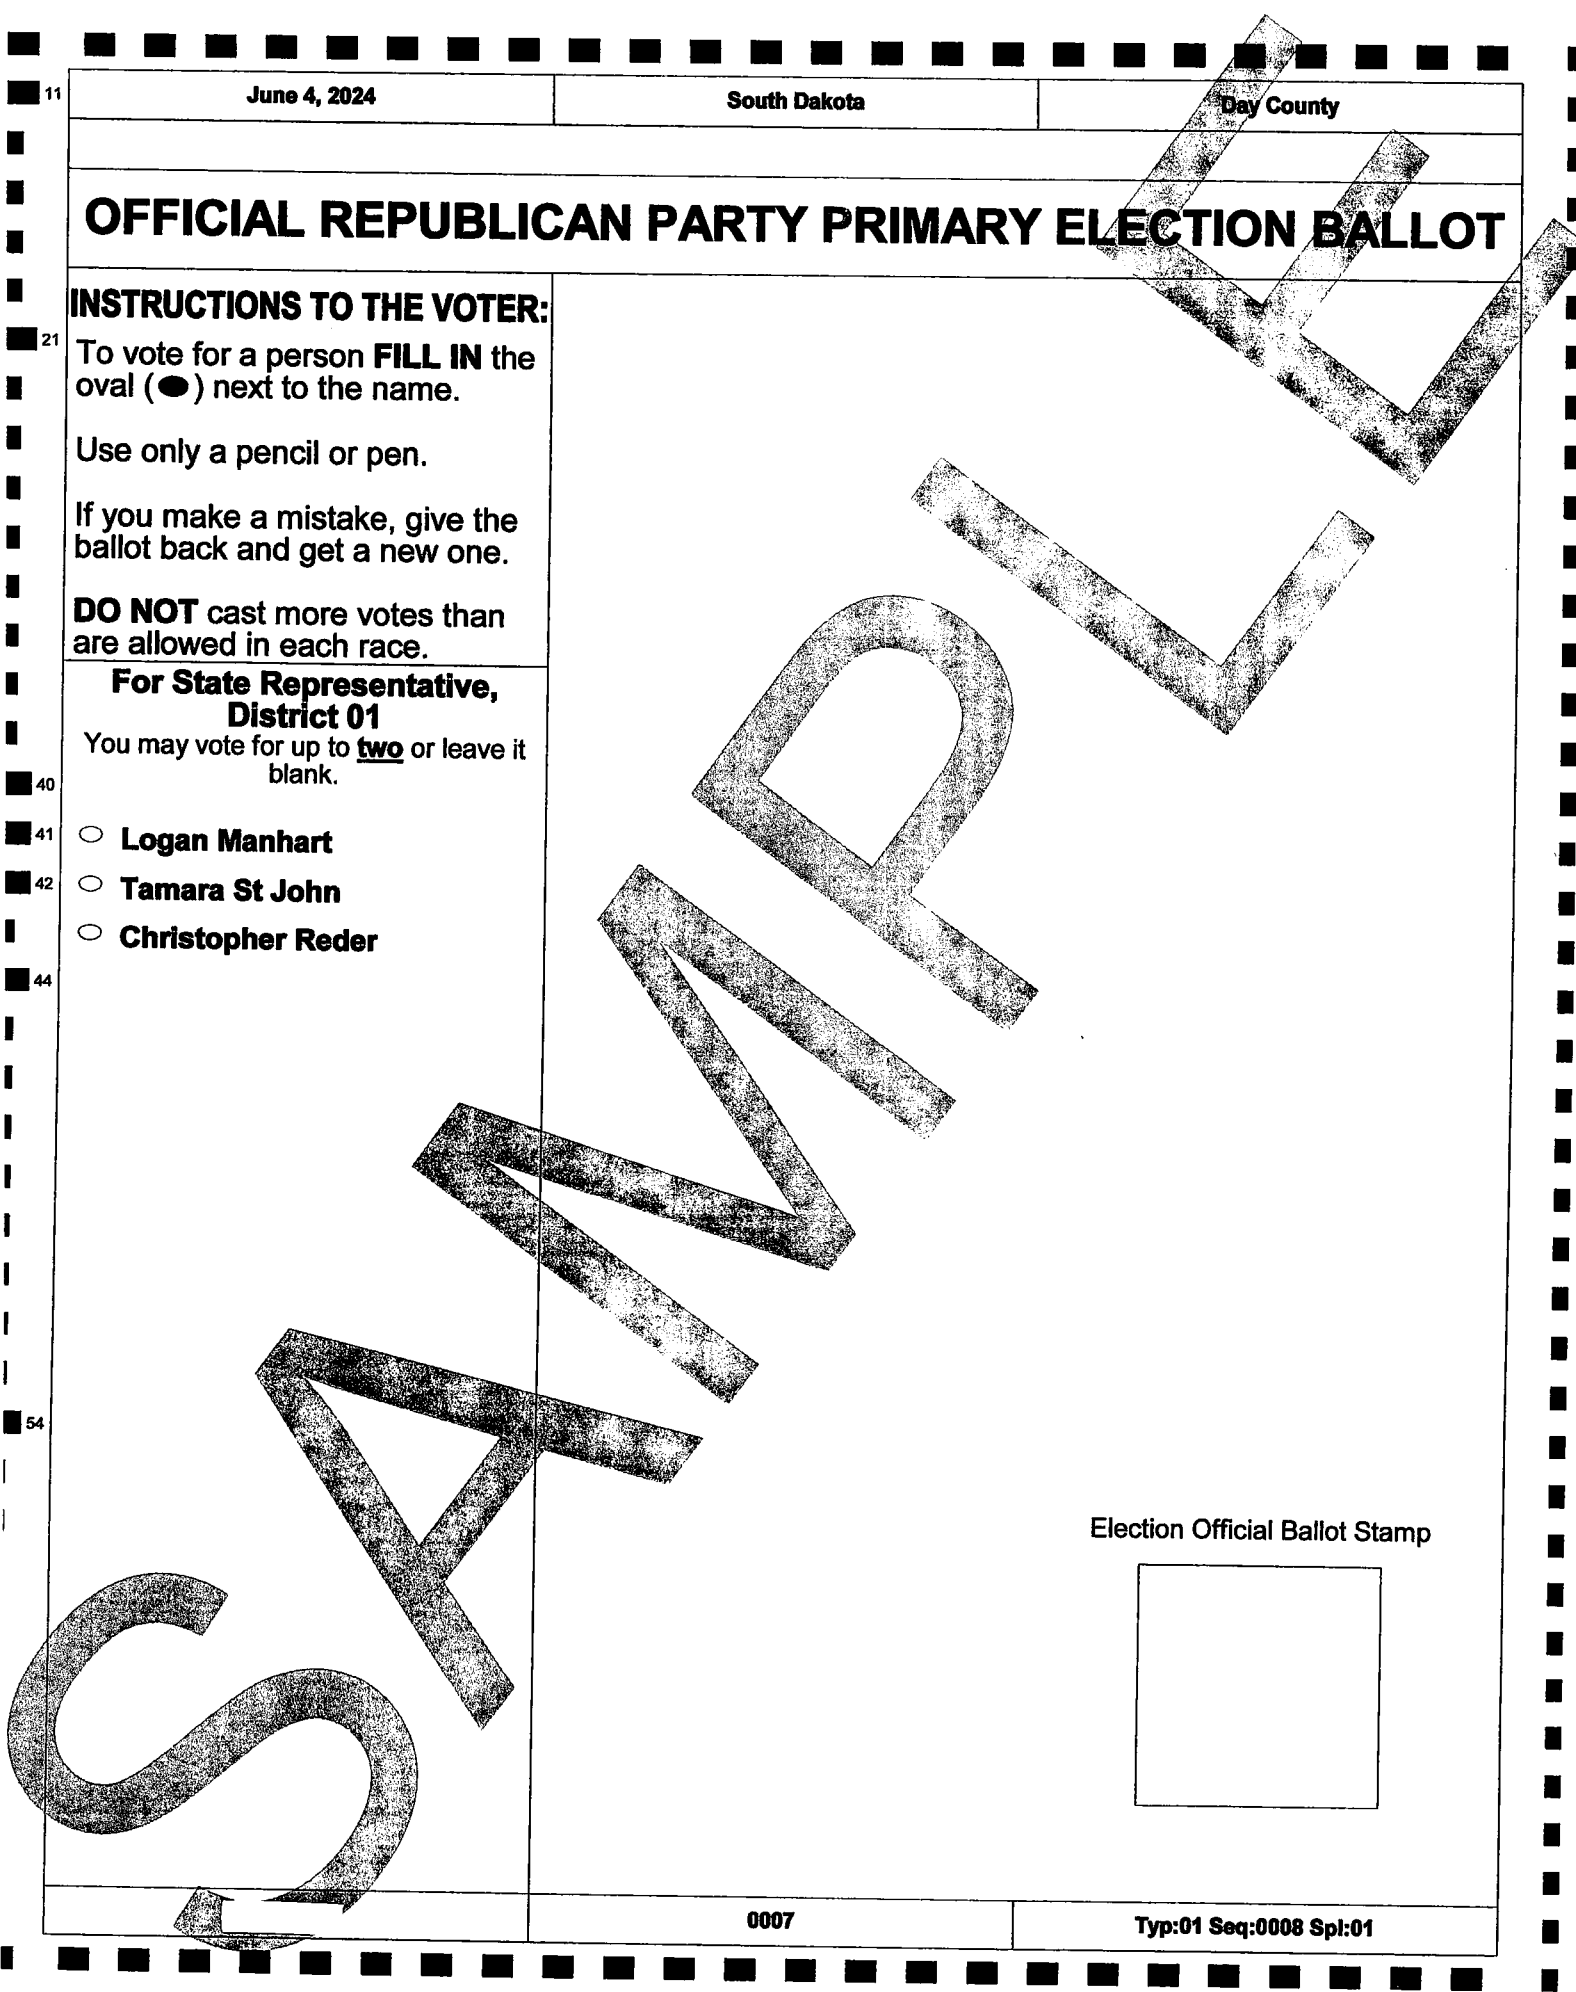 11
June 4, 2024
South Dakota
Day County
OFFICIAL REPUBLICAN PARTY PRIMARY ELECTION BALLOT
INSTRUCTIONS TO THE VOTER:
21
To vote for a person FILL IN the
oval ( ) next to the name.
Use only a pencil or pen.
If you make a mistake, give the
ballot back and get a new one.
DO NOT cast more votes than
are allowed in each race.
For State Representative,
District 01
You may vote for up to two or leave it
blank.
40
41
Logan Manhart
42
Tamara St John
Christopher Reder
44
54
SAMPLE
Election Official Ballot Stamp
0007
Typ:01 Seq:0008 Spl:01